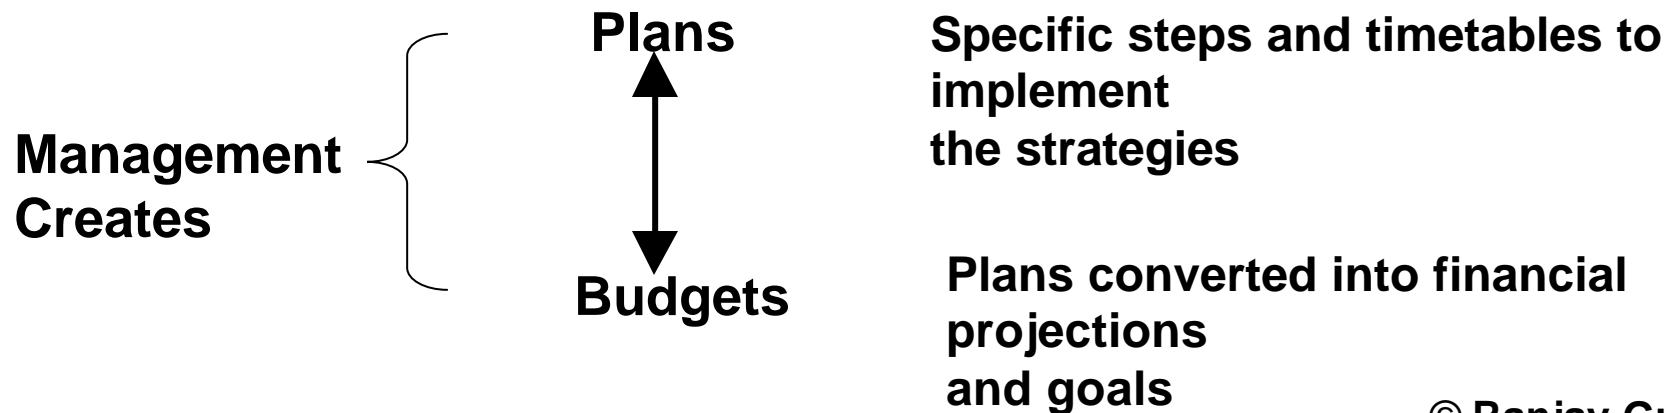 Plans
Specific steps and timetables to
implement
the strategies
Management
Creates
Budgets
Plans converted into financial
projections
and goals
©